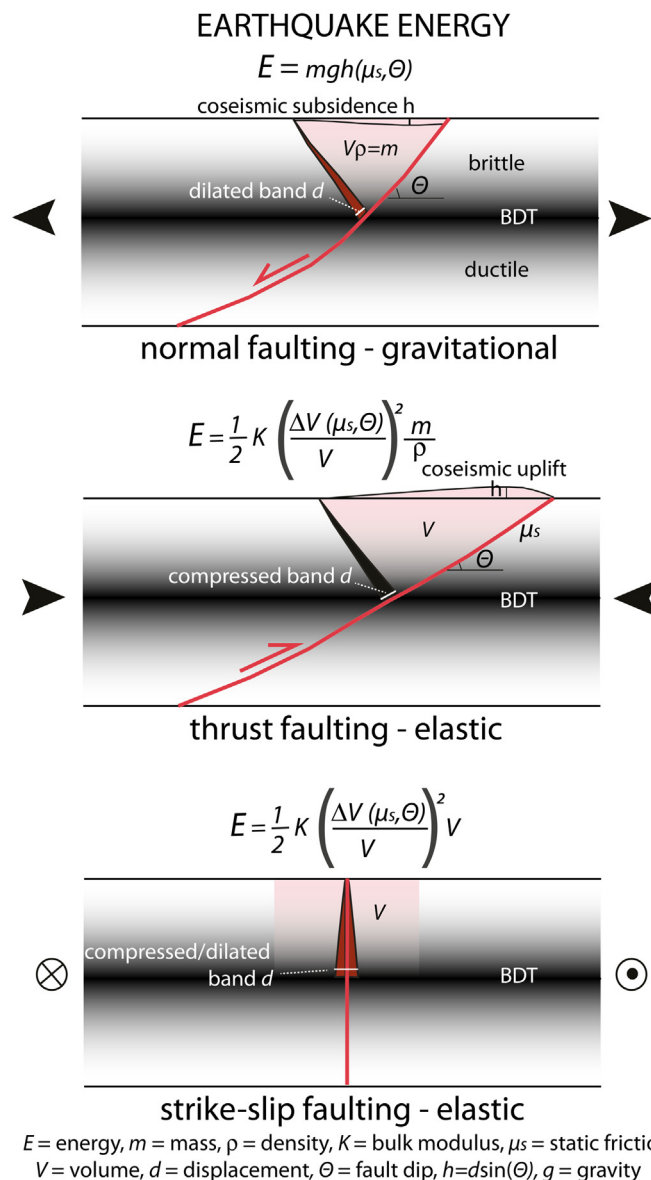 EARTHQUAKE ENERGY
E = mgh(μs,Θ)
coseismic subsidence h
Vρ=m
brittle
dilated band d
Θ
BDT
ductile
normal faulting - gravitational
E = 1/2 K (ΔV (μs,Θ)/V)² m/ρ
coseismic uplift
h
V
μs
Θ
compressed band d
BDT
thrust faulting - elastic
E = 1/2 K (ΔV (μs,Θ)/V)² V
V
compressed/dilated
band d
BDT
strike-slip faulting - elastic
E = energy, m = mass, ρ = density, K = bulk modulus, μs = static frictio
V = volume, d = displacement, Θ = fault dip, h=dsin(Θ), g = gravity